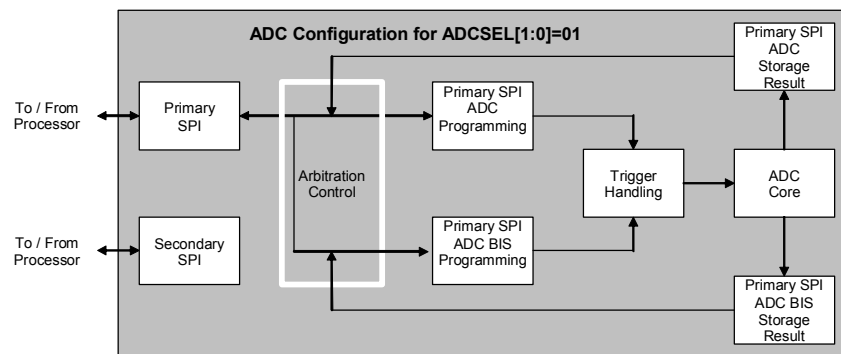 ADC Configuration for ADCSEL[1:0]=01
Primary SPI
ADC
Storage
Result
To / From
Processor
Primary
SPI
Primary SPI
ADC
Programming
Arbitration
Control
Trigger
Handling
ADC
Core
To / From
Processor
Secondary
SPI
Primary SPI
ADC BIS
Programming
Primary SPI
ADC BIS
Storage
Result